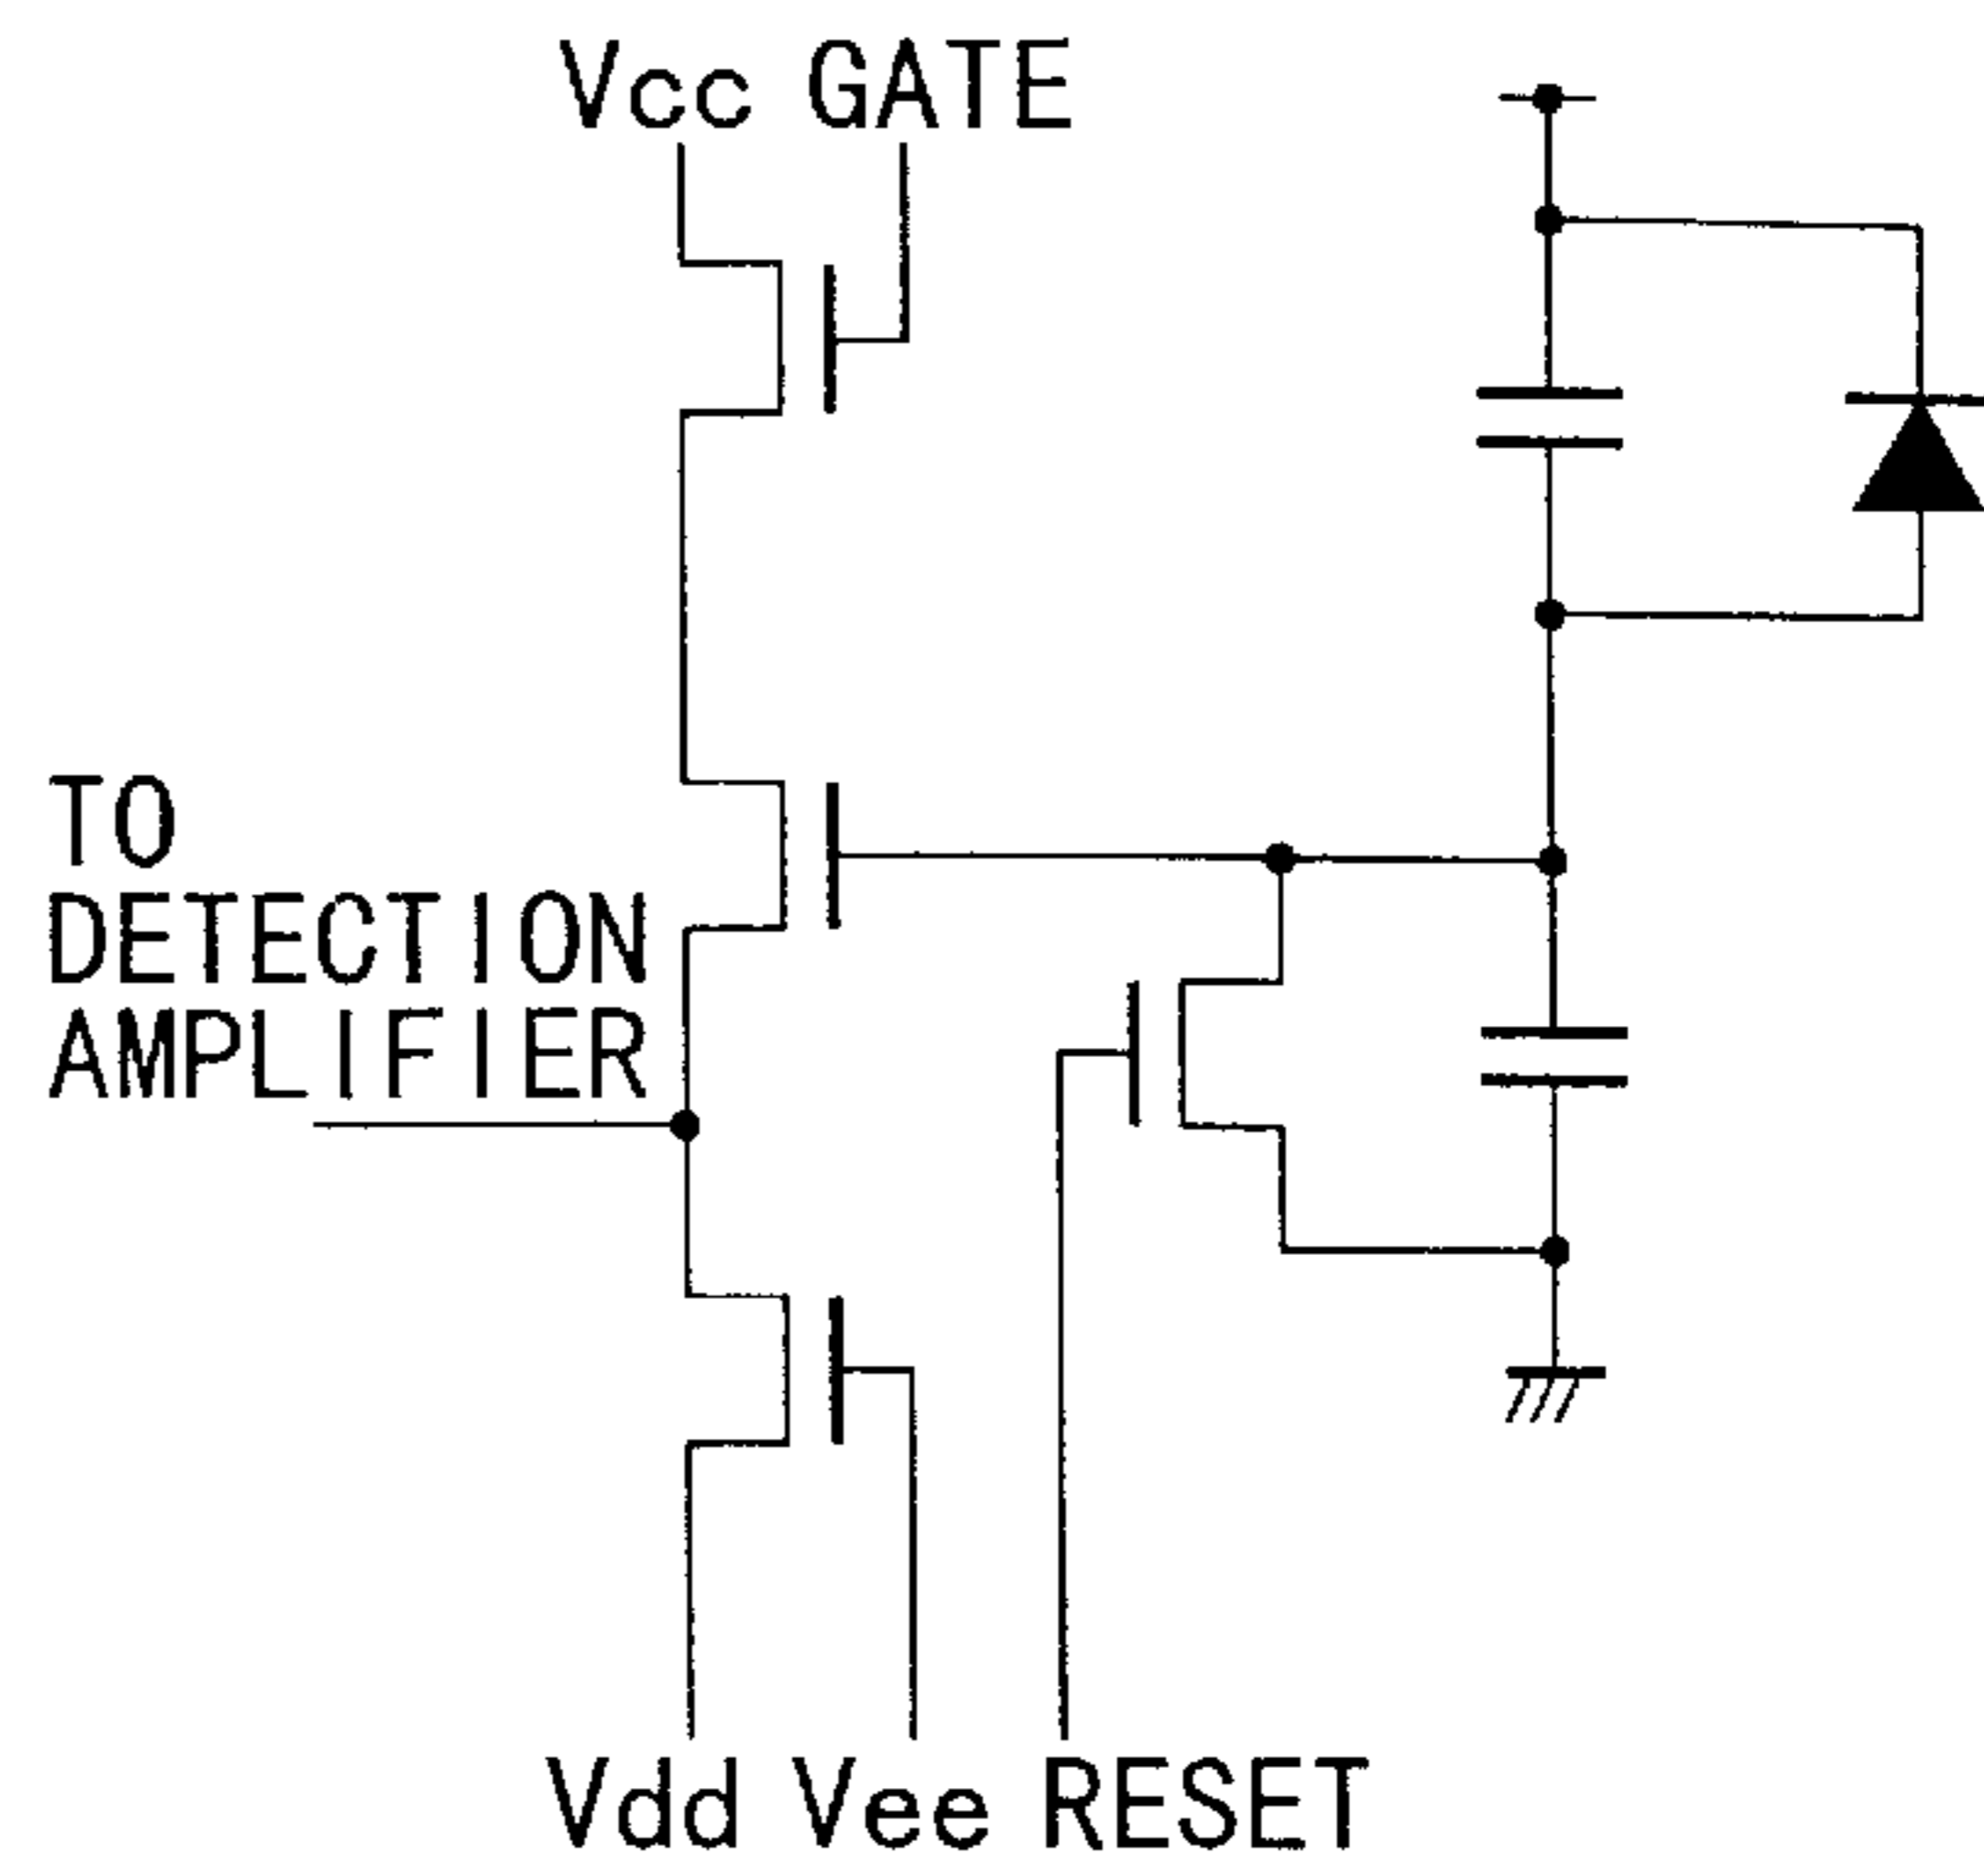 Vcc GATE
TO
DETECTION
AMPLIFIER
Vdd Vee RESET